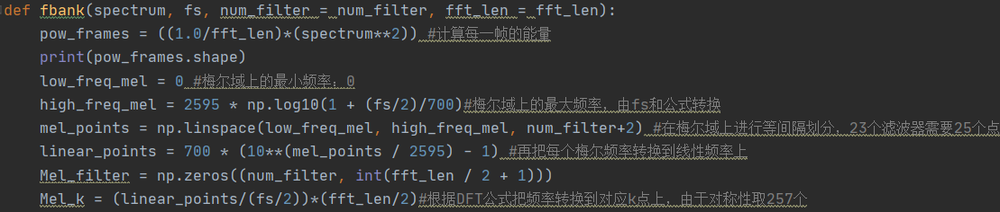 def fbank(spectrum, fs, num_filter = num_filter, fft_len = fft_len):
pow_frames = ((1.0/fft_len)*(spectrum**2)) #计算每一帧的能量
print(pow_frames.shape)
low_freq_mel = 0 #梅尔域上的最小频率：0
high_freq_mel = 2595 * np.log10(1 + (fs/2)/700)#梅尔域上的最大频率，由fs和公式转换
mel_points = np.linspace(low_freq_mel, high_freq_mel, num_filter+2) #在梅尔域上进行等间隔划分，23个滤波器需要25个点
linear_points = 700 * (10**(mel_points / 2595) - 1) #再把每个梅尔频率转换到线性频率上
Mel_filter = np.zeros((num_filter, int(fft_len / 2 + 1)))
Mel_k = (linear_points/(fs/2))*(fft_len/2)#根据DFT公式把频率转换到对应k点上，由于对称性取257个